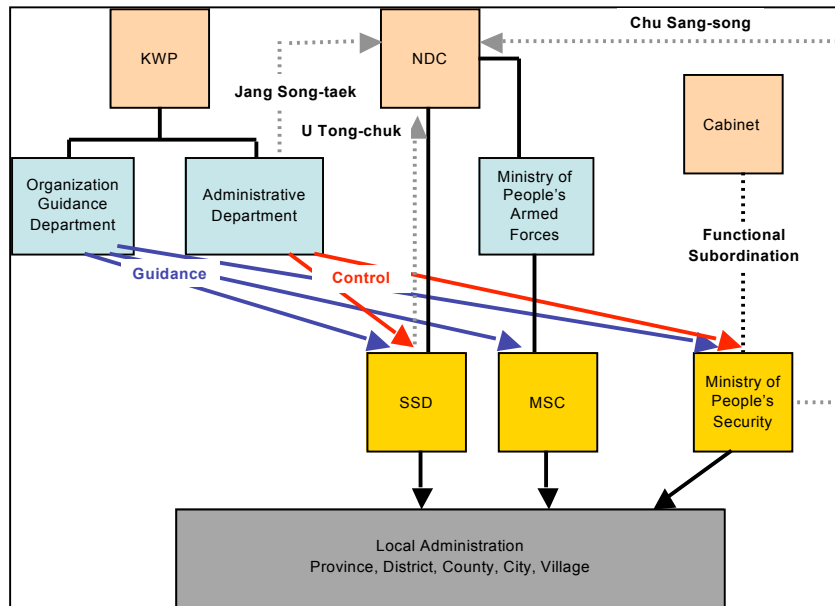 Chu Sang-song
KWP
NDC
Jang Song-taek
U Tong-chuk
Cabinet
Organization
Guidance
Department
Administrative
Department
Ministry of
People's
Armed
Forces
Functional
Subordination
Guidance
Control
SSD
MSC
Ministry of
People's
Security
Local Administration
Province, District, County, City, Village